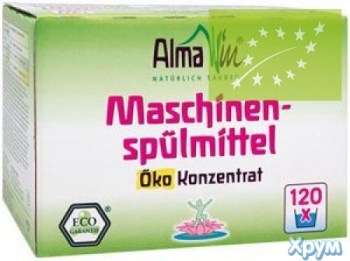 AlmaWin
NATÜRLICH SAUBER
Maschinen-
spülmittel
Öko Konzentrat
ECO
GARANTIE
120
x
Хрум